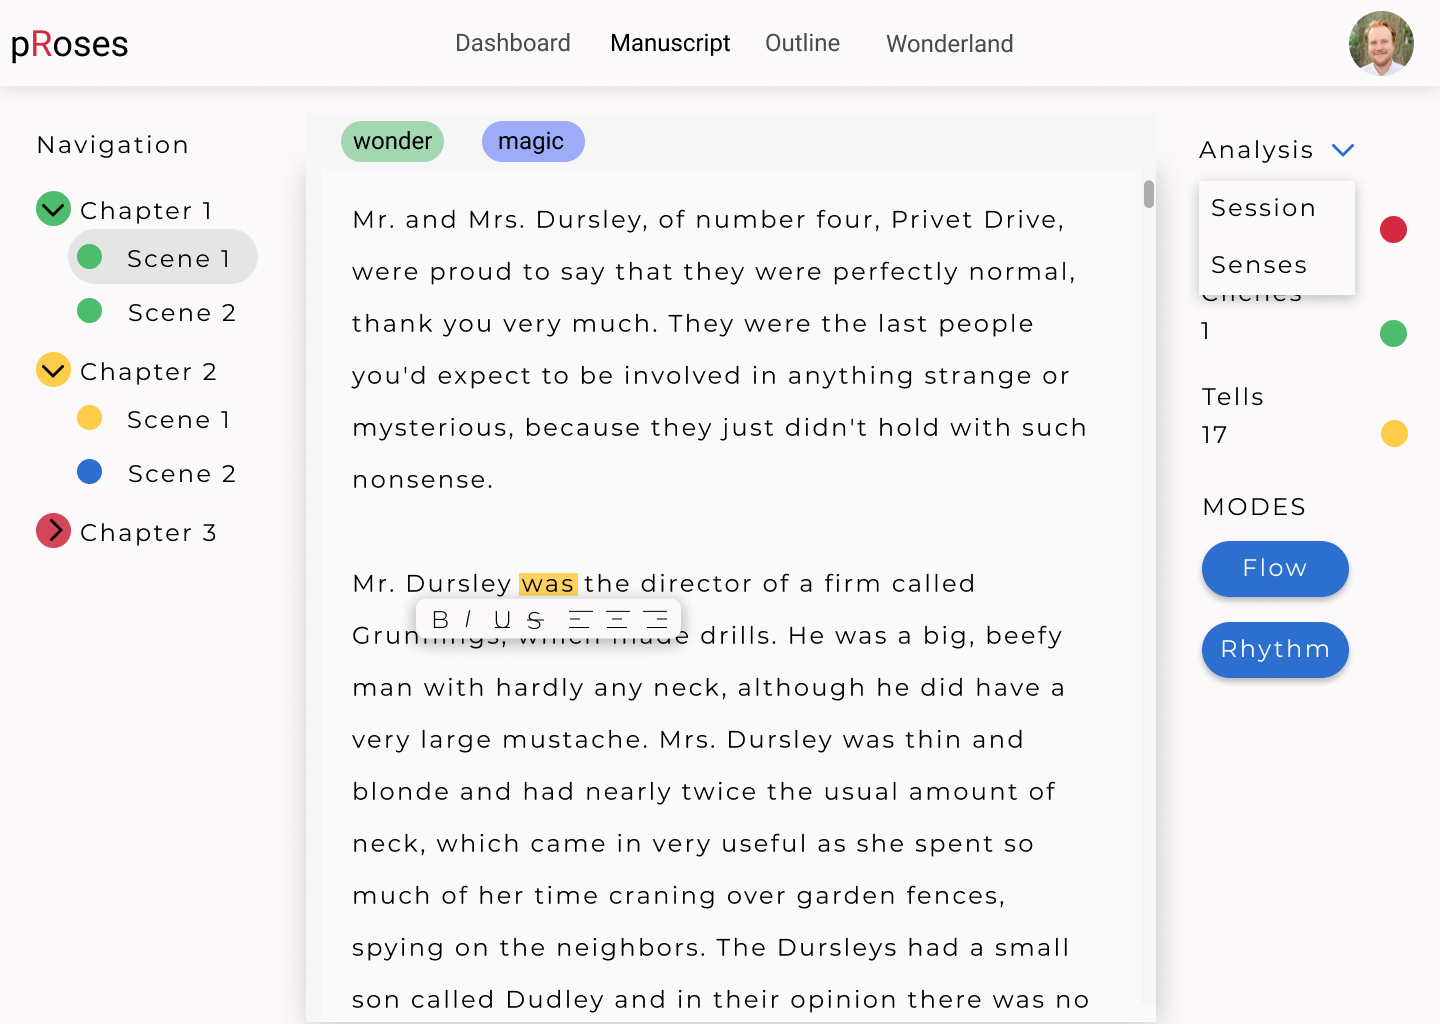 pRoses
Dashboard Manuscript Outline Wonderland
Navigation
Chapter 1
Scene 1
Scene 2
Chapter 2
Scene 1
Scene 2
Chapter 3
wonder magic
Mr. and Mrs. Dursley, of number four, Privet Drive,
were proud to say that they were perfectly normal,
thank you very much. They were the last people
you'd expect to be involved in anything strange or
mysterious, because they just didn't hold with such
nonsense.
Mr. Dursley was the director of a firm called
B I U S
Grunnings, which made drills. He was a big, beefy
man with hardly any neck, although he did have a
very large mustache. Mrs. Dursley was thin and
blonde and had nearly twice the usual amount of
neck, which came in very useful as she spent so
much of her time craning over garden fences,
spying on the neighbors. The Dursleys had a small
son called Dudley and in their opinion there was no
Analysis
Session
Senses
Cliches
1
Tells
17
MODES
Flow
Rhythm